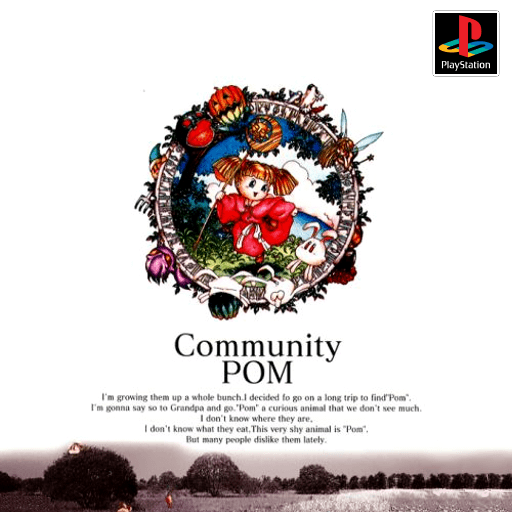 PlayStation
Community
POM
I'm growing them up a whole bunch.I decided fo go on a long trip to find"Pom".
I'm gonna say so to Grandpa and go."Pom" a curious animal that we don't see much.
I don't know where they are,
I don't know what they eat,This very shy animal is "Pom".
But many people dislike them lately.